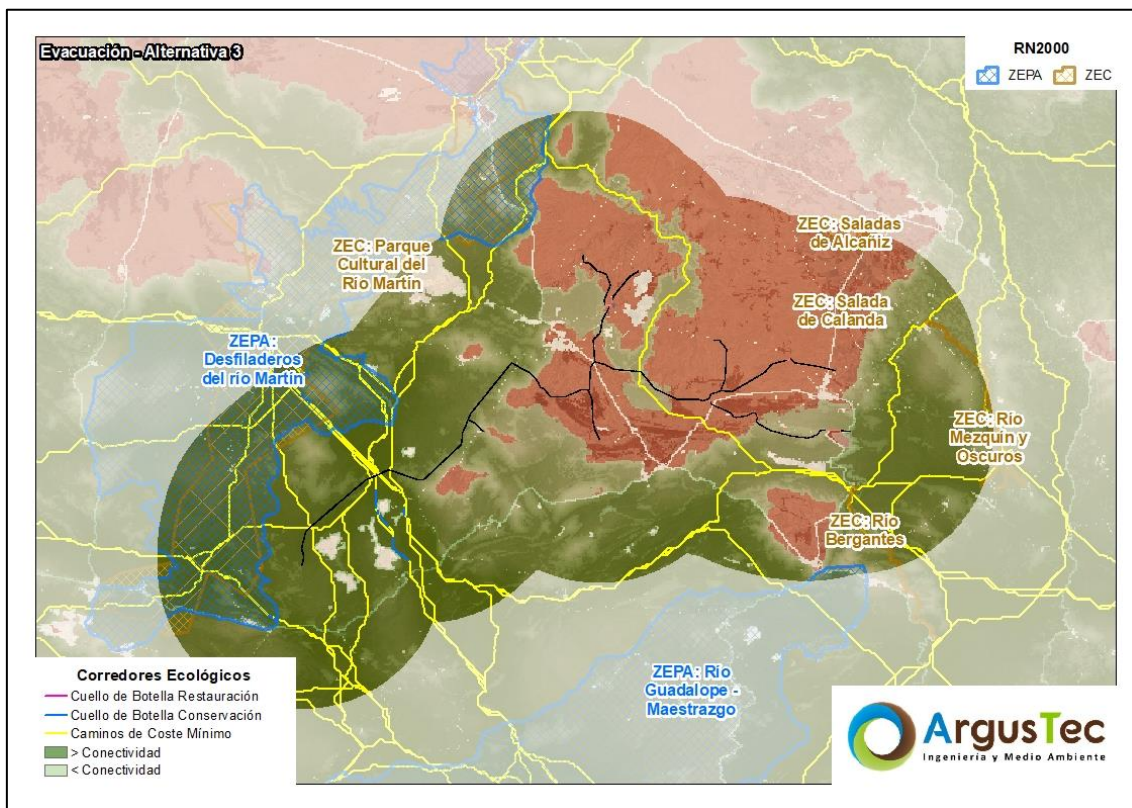 Evacuación - Alternativa 3
RN2000
ZEPA
ZEC
ZEC: Saladas
de Alcañiz
ZEC: Parque
Cultural del
Río Martín
ZEC: Salada
de Calanda
ZEPA:
Desfiladeros
del río Martín
ZEC: Río
Mezquín y
Oscuros
ZEC: Río
Bergantes
ZEPA: Río
Guadalope -
Maestrazgo
Corredores Ecológicos
Cuello de Botella Restauración
Cuello de Botella Conservación
Caminos de Coste Mínimo
> Conectividad
< Conectividad
ArgusTec
Ingeniería y Medio Ambiente